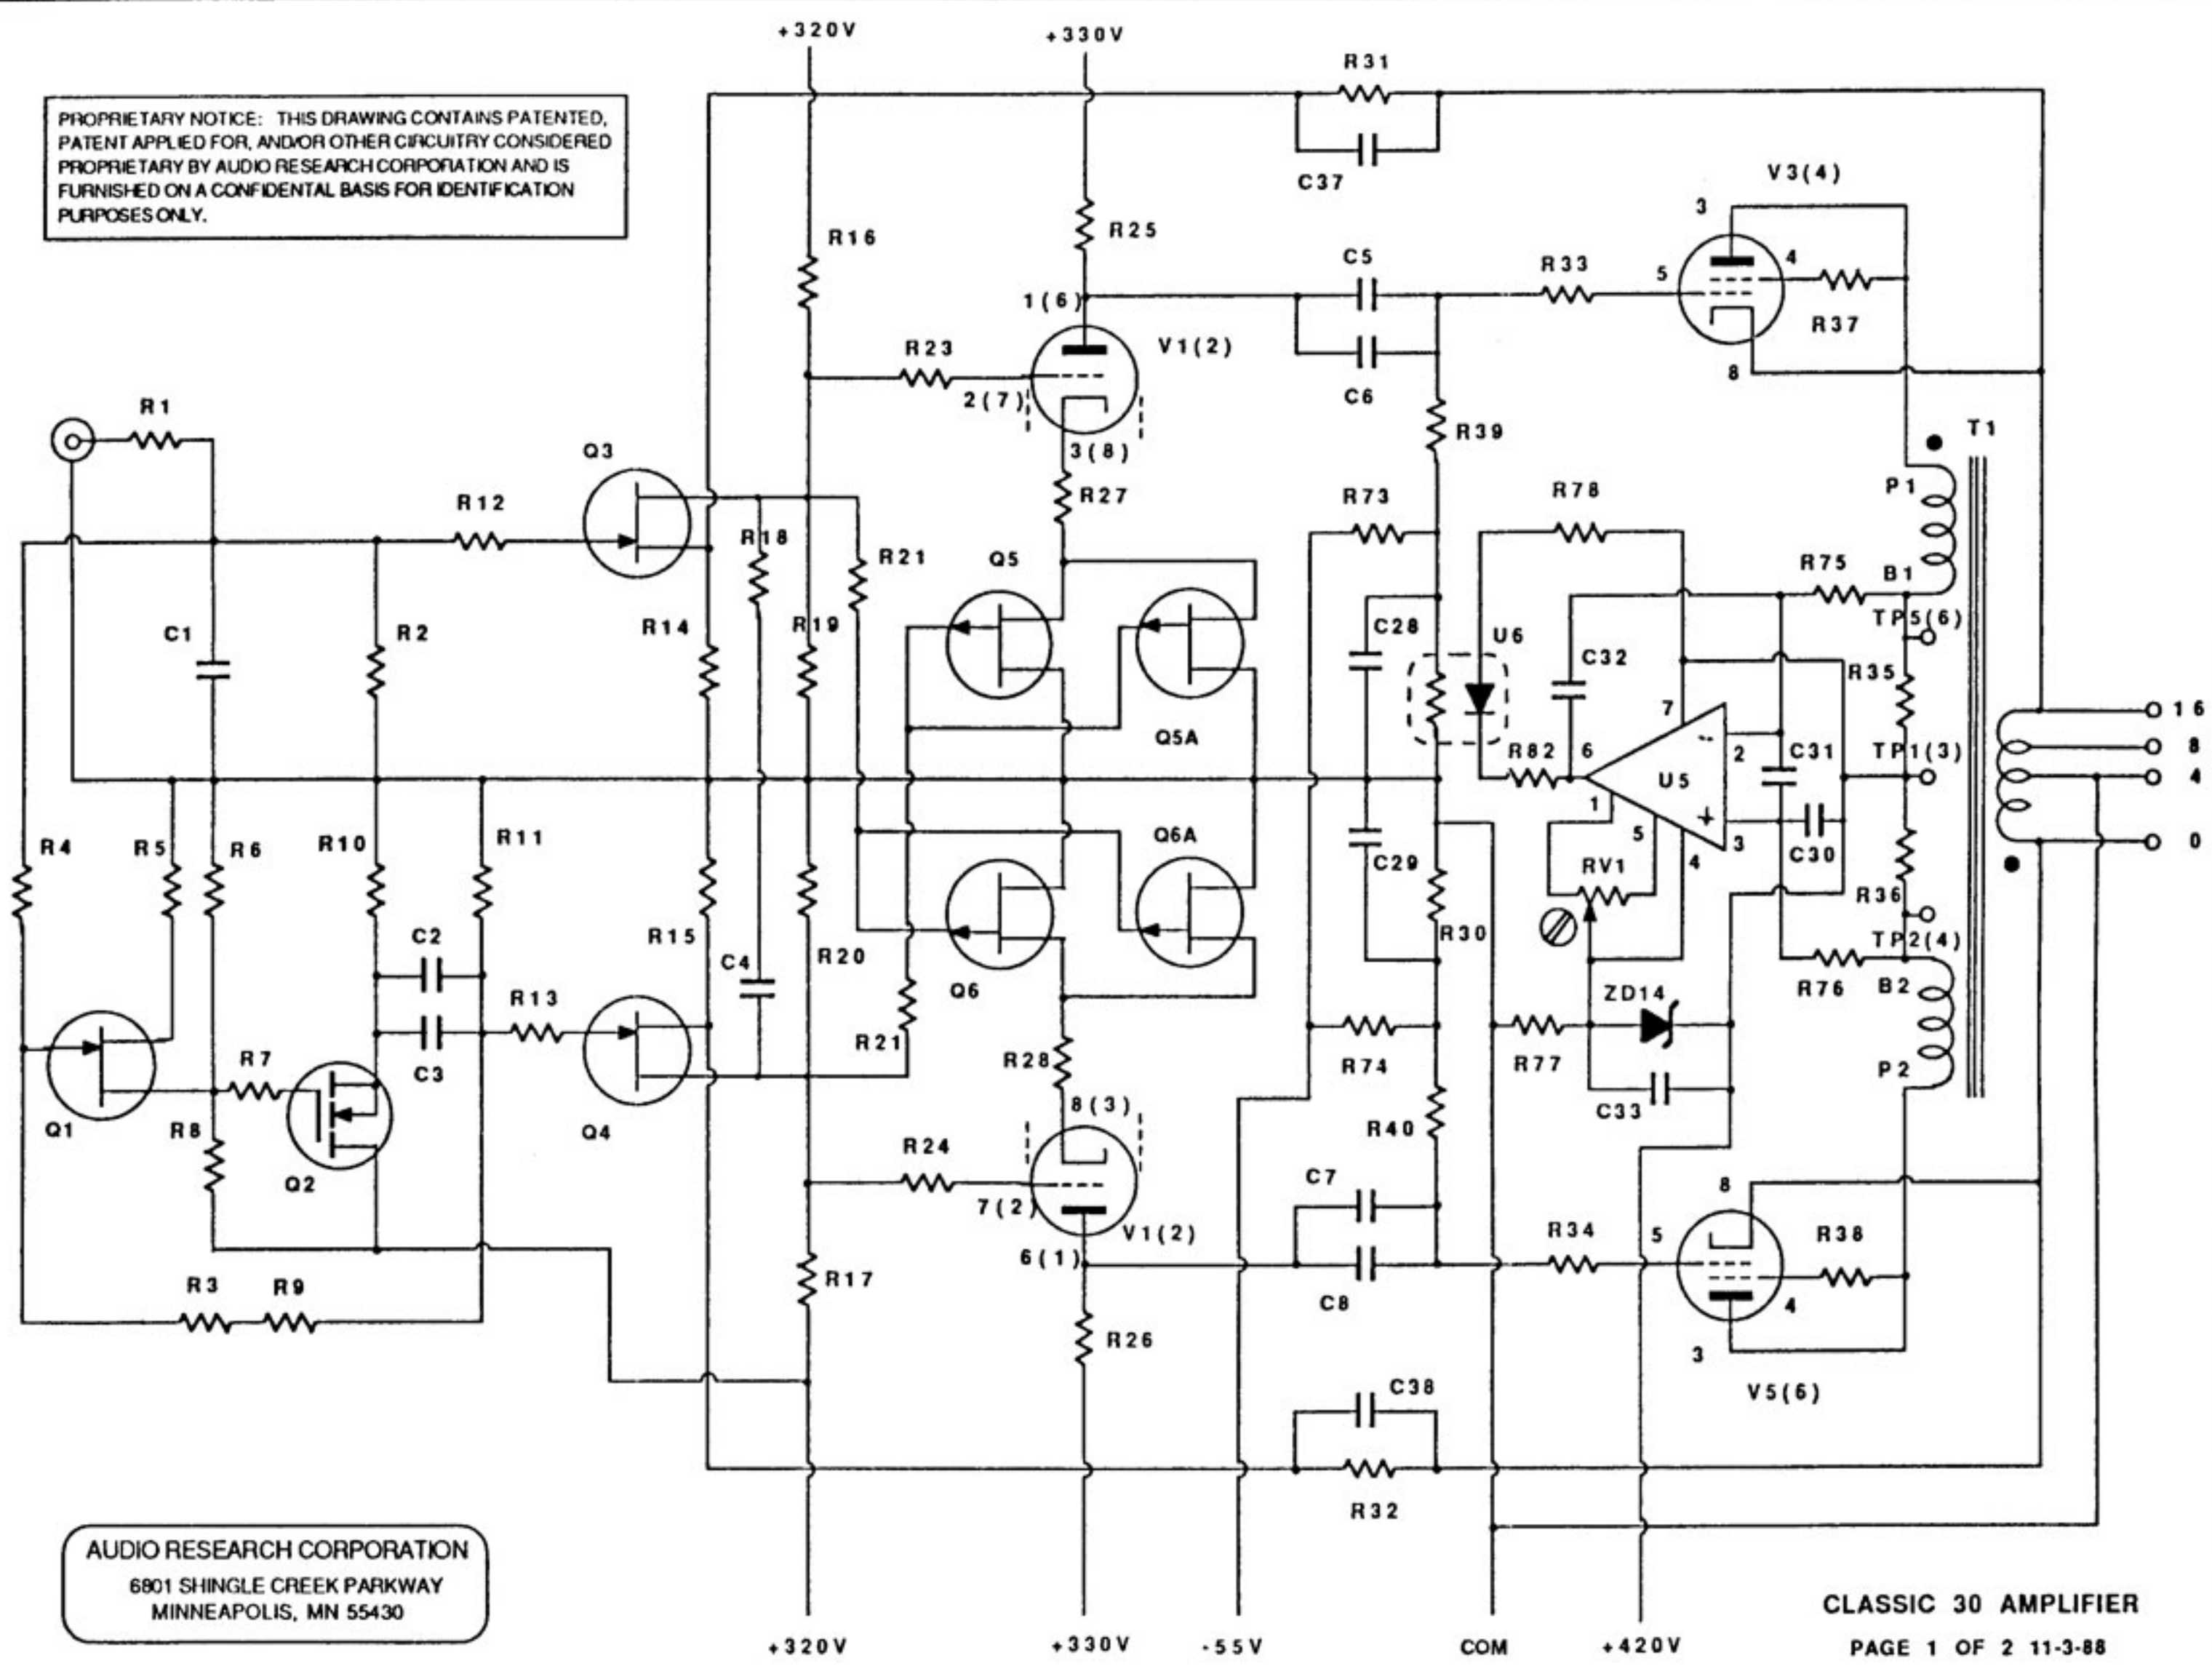 +320V
+330V
R31
PROPRIETARY NOTICE: THIS DRAWING CONTAINS PATENTED,
PATENT APPLIED FOR, AND/OR OTHER CIRCUITRY CONSIDERED
PROPRIETARY BY AUDIO RESEARCH CORPORATION AND IS
FURNISHED ON A CONFIDENTAL BASIS FOR IDENTIFICATION
PURPOSES ONLY.
C37
V3(4)
3
R16
R25
C5
R33
5
4
1(6)
R37
R23
V1(2)
C6
8
2(7)
R1
R39
T1
Q3
3(8)
R12
R27
R73
R78
P1
R18
R21
Q5
R75
B1
C1
R2
R14
R19
C28
U6
C32
TP5(6)
R35
7
Q5A
R82
6
--
2
C31
TP1(3)
16
8
4
U5
1
R4
R5
R6
R10
R11
Q6A
C29
RV1
5
+
4
3
C30
0
R36
C2
R15
C4
R20
R30
TP2(4)
R13
Q6
ZD14
R76
B2
R7
C3
R21
R28
R74
R77
P2
Q1
R8
Q4
8(3)
R40
C33
Q2
R24
C7
8
7(2)
V1(2)
R34
5
R38
6(1)
R3
R9
R17
C8
4
R26
3
C38
V5(6)
R32
AUDIO RESEARCH CORPORATION
6801 SHINGLE CREEK PARKWAY
MINNEAPOLIS, MN 55430
+320V
+330V
-55V
COM
+420V
CLASSIC 30 AMPLIFIER
PAGE 1 OF 2 11-3-88